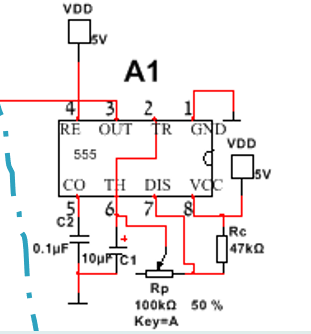 VDD
5V
A1
4 3 2 1
RE OUT TR GND
555
VDD
5V
CO TH DIS VCC
5 6 7 8
C2
0.1µF
10µF C1
Rc
47kΩ
Rp
100kΩ 50 %
Key=A